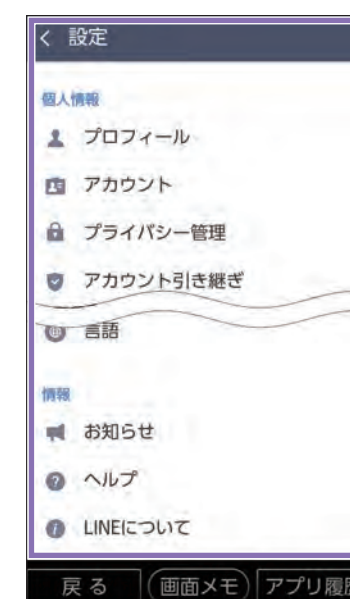 < 設定
個人情報
プロフィール
アカウント
プライバシー管理
アカウント引き継ぎ
言語
情報
お知らせ
ヘルプ
LINEについて
戻る 画面メモ アプリ履歴